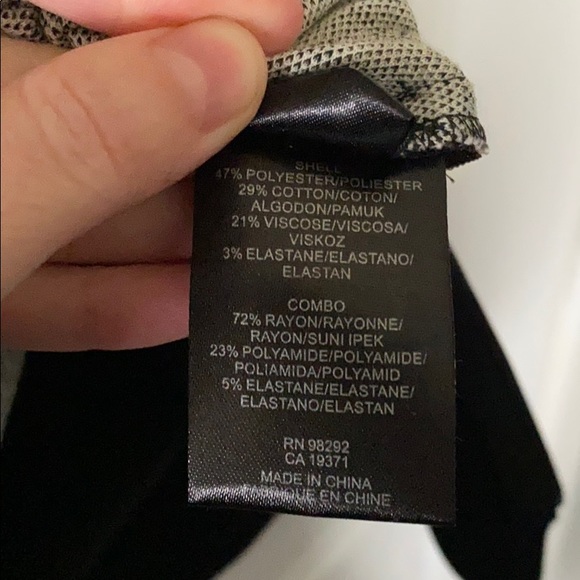 SHELL
47% POLYESTER/POLIESTER
29% COTTON/COTON/
ALGODON/PAMUK
21% VISCOSE/VISCOSA/
VISKOZ
3% ELASTANE/ELASTANO/
ELASTAN
COMBO
72% RAYON/RAYONNE/
RAYON/SUNI IPEK
23% POLYAMIDE/POLYAMIDE/
POLIAMIDA/POLYAMID
5% ELASTANE/ELASTANE/
ELASTANO/ELASTAN
RN 98292
CA 19371
MADE IN CHINA
FABRIQUE EN CHINE